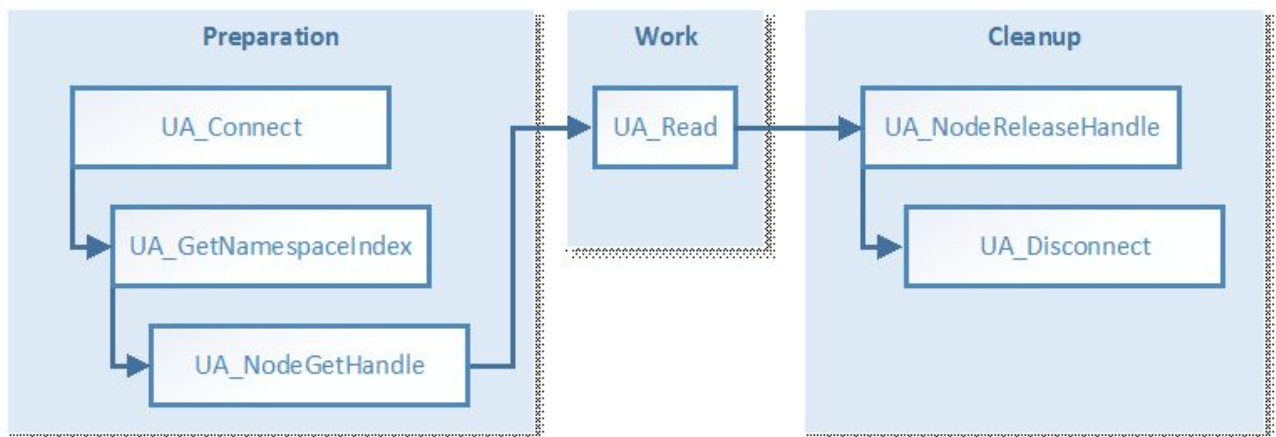 Preparation
UA_Connect
UA_GetNamespaceIndex
UA_NodeGetHandle
Work
UA_Read
Cleanup
UA_NodeReleaseHandle
UA_Disconnect